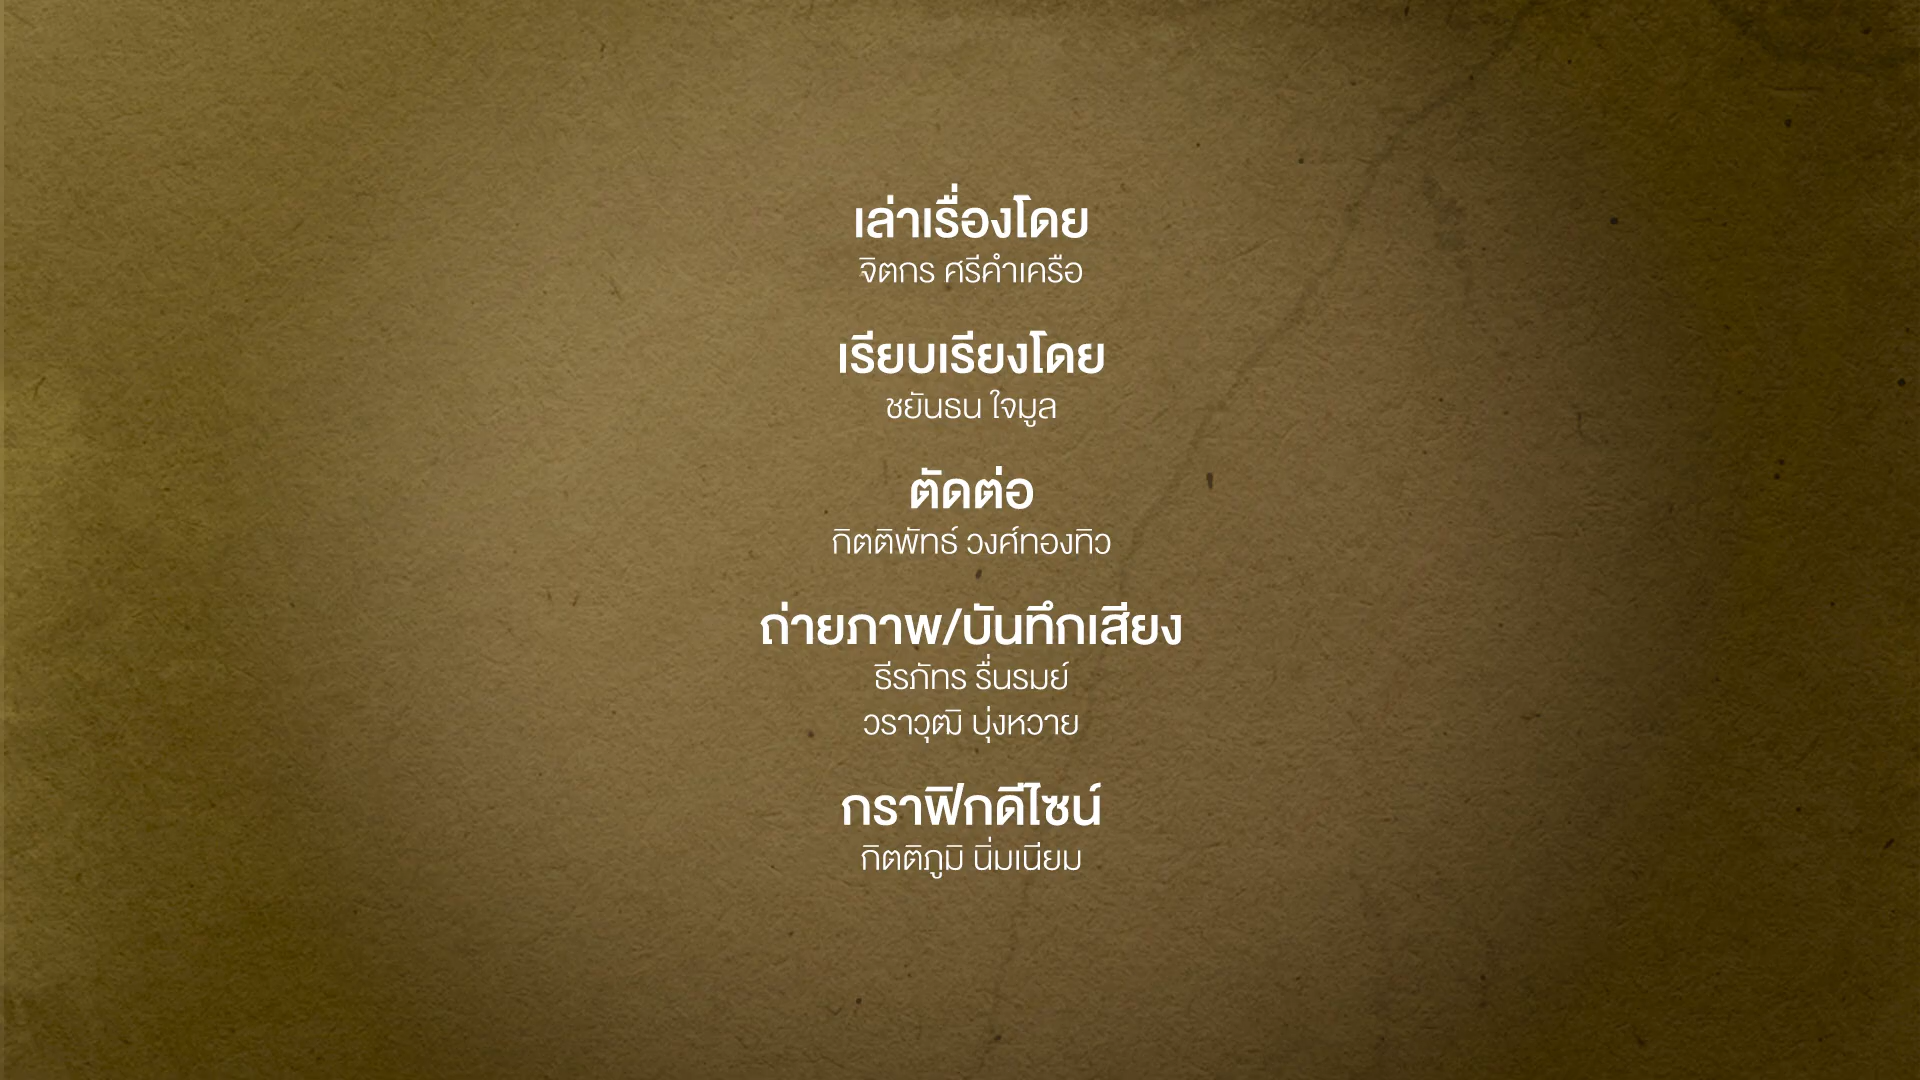 เล่าเรื่องโดย
จิตกร ศรีคำเครือ
เรียบเรียงโดย
ชยันธน ใจมูล
ตัดต่อ
กิตติพัทธ์ วงศ์ทองทิว
ถ่ายภาพ/บันทึกเสียง
ธีรภัทร รื่นรมย์
วราวุฒิ บุ่งหวาย
กราฟิกดีไซน์
กิตติภูมิ นิ่มเนียม